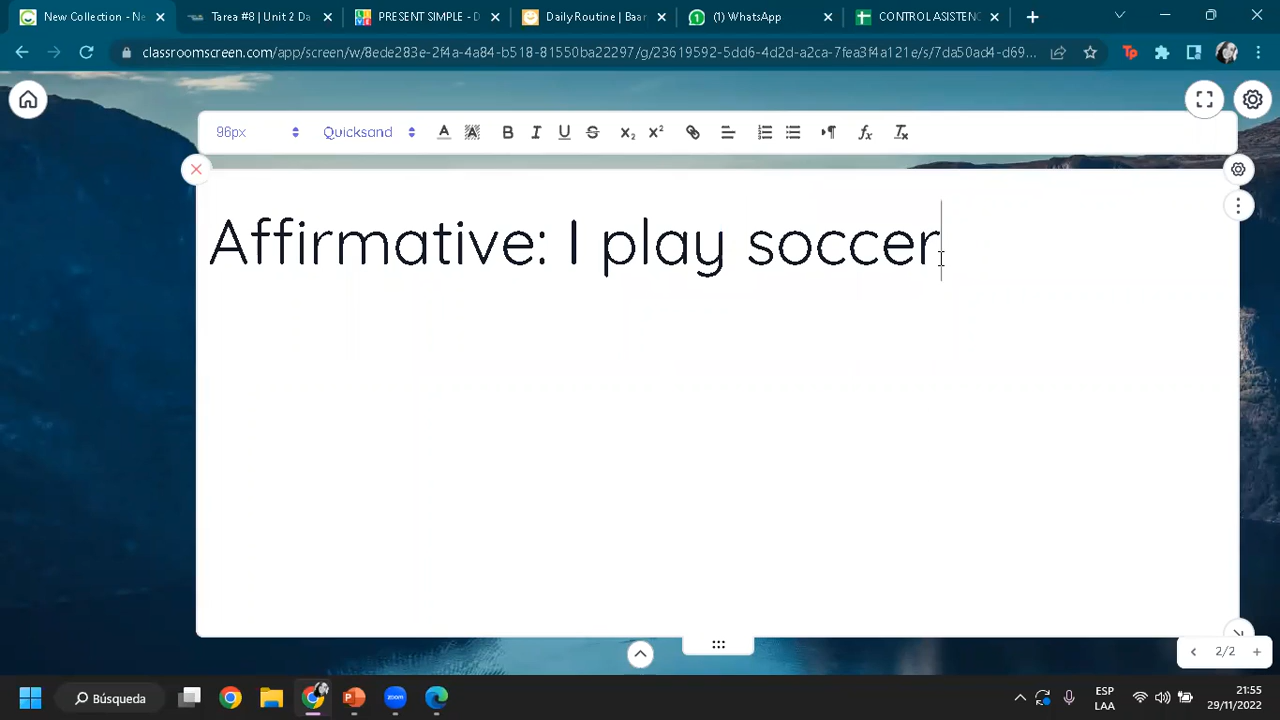 New Collection - Ne
Tarea #8 | Unit 2 Da
PRESENT SIMPLE - D
Daily Routine | Baar
(1) WhatsApp
CONTROL ASISTENC
classroomscreen.com/app/screen/w/8ede283e-2f4a-4a84-b518-81550ba22297/g/23619592-5dd6-4d2d-a2ca-7fea3f4a121e/s/7da50ad4-d69...
96px Quicksand
Affirmative: I play soccer
2/2
Búsqueda
zoom
ESP
LAA
21:55
29/11/2022